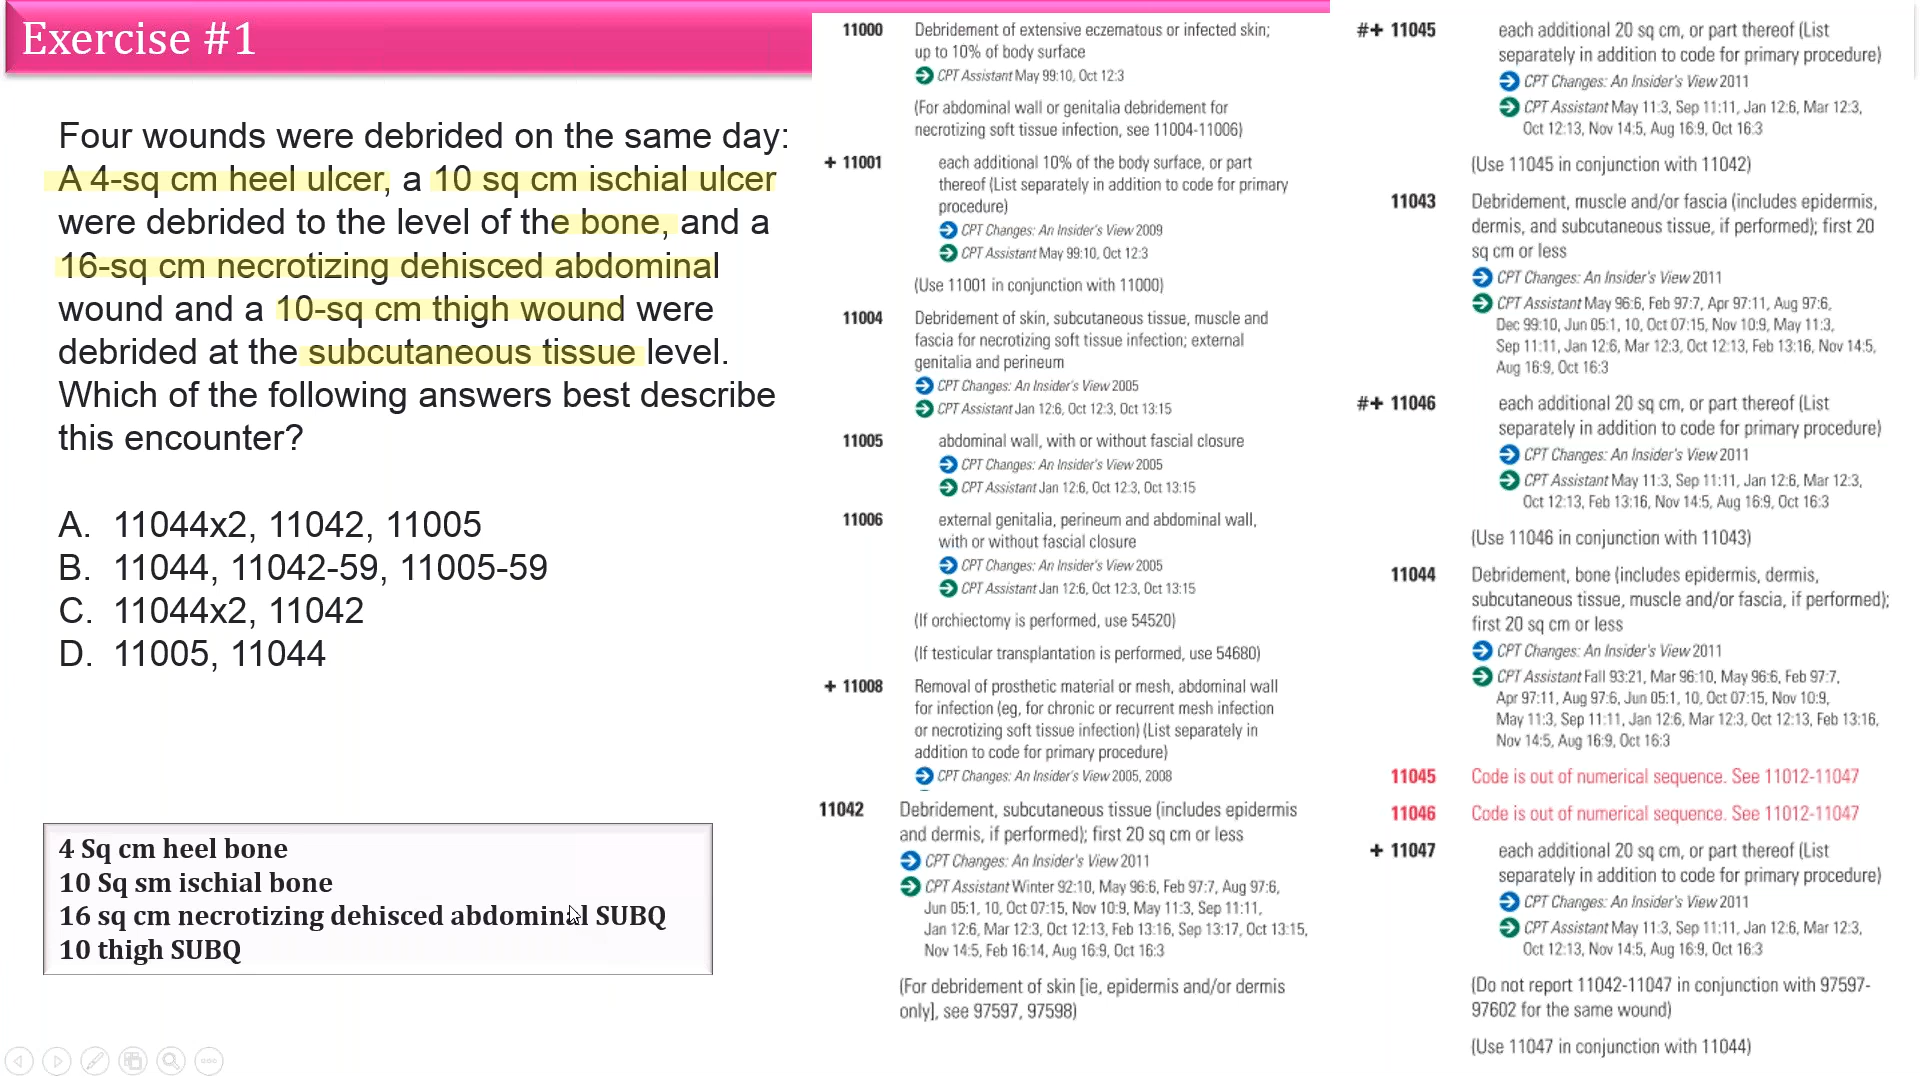 Exercise #1
Four wounds were debrided on the same day:
A 4-sq cm heel ulcer, a 10 sq cm ischial ulcer
were debrided to the level of the bone, and a
16-sq cm necrotizing dehisced abdominal
wound and a 10-sq cm thigh wound were
debrided at the subcutaneous tissue level.
Which of the following answers best describe
this encounter?
A. 11044x2, 11042, 11005
B. 11044, 11042-59, 11005-59
C. 11044x2, 11042
D. 11005, 11044
4 Sq cm heel bone
10 Sq sm ischial bone
16 sq cm necrotizing dehisced abdominal SUBQ
10 thigh SUBQ
11000 Debridement of extensive eczematous or infected skin;
up to 10% of body surface
CPT Assistant May 99:10, Oct 12:3
(For abdominal wall or genitalia debridement for
necrotizing soft tissue infection, see 11004-11006)
+ 11001 each additional 10% of the body surface, or part
thereof (List separately in addition to code for primary
procedure)
CPT Changes: An Insider's View 2009
CPT Assistant May 99:10, Oct 12:3
(Use 11001 in conjunction with 11000)
11004 Debridement of skin, subcutaneous tissue, muscle and
fascia for necrotizing soft tissue infection; external
genitalia and perineum
CPT Changes: An Insider's View 2005
CPT Assistant Jan 12:6, Oct 12:3, Oct 13:15
11005 abdominal wall, with or without fascial closure
CPT Changes: An Insider's View 2005
CPT Assistant Jan 12:6, Oct 12:3, Oct 13:15
11006 external genitalia, perineum and abdominal wall,
with or without fascial closure
CPT Changes: An Insider's View 2005
CPT Assistant Jan 12:6, Oct 12:3, Oct 13:15
(If orchiectomy is performed, use 54520)
(If testicular transplantation is performed, use 54680)
+ 11008 Removal of prosthetic material or mesh, abdominal wall
for infection (eg, for chronic or recurrent mesh infection
or necrotizing soft tissue infection) (List separately in
addition to code for primary procedure)
CPT Changes: An Insider's View 2005, 2008
11042 Debridement, subcutaneous tissue (includes epidermis
and dermis, if performed); first 20 sq cm or less
CPT Changes: An Insider's View 2011
CPT Assistant Winter 92:10, May 96:6, Feb 97:7, Aug 97:6,
Jun 05:1, 10, Oct 07:15, Nov 10:9, May 11:3, Sep 11:11,
Jan 12:6, Mar 12:3, Oct 12:13, Feb 13:16, Sep 13:17, Oct 13:15,
Nov 14:5, Feb 16:14, Aug 16:9, Oct 16:3
(For debridement of skin [ie, epidermis and/or dermis
only], see 97597, 97598)
#+ 11045 each additional 20 sq cm, or part thereof (List
separately in addition to code for primary procedure)
CPT Changes: An Insider's View 2011
CPT Assistant May 11:3, Sep 11:11, Jan 12:6, Mar 12:3,
Oct 12:13, Nov 14:5, Aug 16:9, Oct 16:3
(Use 11045 in conjunction with 11042)
11043 Debridement, muscle and/or fascia (includes epidermis,
dermis, and subcutaneous tissue, if performed); first 20
sq cm or less
CPT Changes: An Insider's View 2011
CPT Assistant May 96:6, Feb 97:7, Apr 97:11, Aug 97:6,
Dec 99:10, Jun 05:1, 10, Oct 07:15, Nov 10:9, May 11:3,
Sep 11:11, Jan 12:6, Mar 12:3, Oct 12:13, Feb 13:16, Nov 14:5,
Aug 16:9, Oct 16:3
#+ 11046 each additional 20 sq cm, or part thereof (List
separately in addition to code for primary procedure)
CPT Changes: An Insider's View 2011
CPT Assistant May 11:3, Sep 11:11, Jan 12:6, Mar 12:3,
Oct 12:13, Feb 13:16, Nov 14:5, Aug 16:9, Oct 16:3
(Use 11046 in conjunction with 11043)
11044 Debridement, bone (includes epidermis, dermis,
subcutaneous tissue, muscle and/or fascia, if performed);
first 20 sq cm or less
CPT Changes: An Insider's View 2011
CPT Assistant Fall 93:21, Mar 96:10, May 96:6, Feb 97:7,
Apr 97:11, Aug 97:6, Jun 05:1, 10, Oct 07:15, Nov 10:9,
May 11:3, Sep 11:11, Jan 12:6, Mar 12:3, Oct 12:13, Feb 13:16,
Nov 14:5, Aug 16:9, Oct 16:3
11045 Code is out of numerical sequence. See 11012-11047
11046 Code is out of numerical sequence. See 11012-11047
+ 11047 each additional 20 sq cm, or part thereof (List
separately in addition to code for primary procedure)
CPT Changes: An Insider's View 2011
CPT Assistant May 11:3, Sep 11:11, Jan 12:6, Mar 12:3,
Oct 12:13, Nov 14:5, Aug 16:9, Oct 16:3
(Do not report 11042-11047 in conjunction with 97597-
97602 for the same wound)
(Use 11047 in conjunction with 11044)